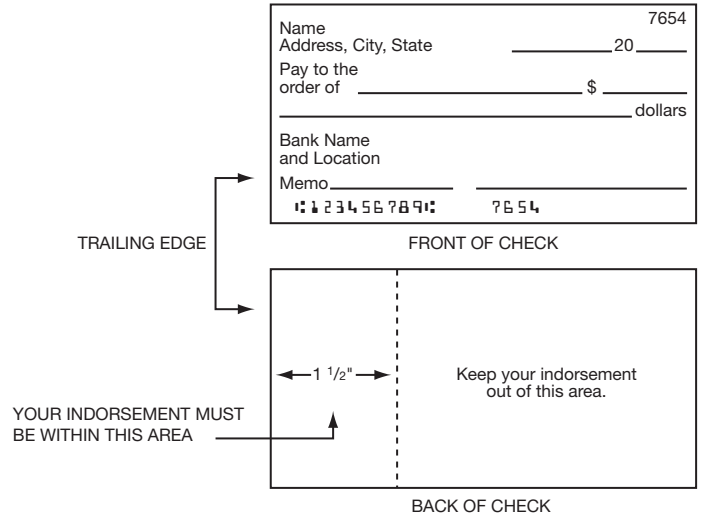 7654
Name
Address, City, State 20
Pay to the
order of $
dollars
Bank Name
and Location
Memo
⑆123456789⑆ 7654
TRAILING EDGE
FRONT OF CHECK
1 1/2"
Keep your indorsement
out of this area.
YOUR INDORSEMENT MUST
BE WITHIN THIS AREA
BACK OF CHECK